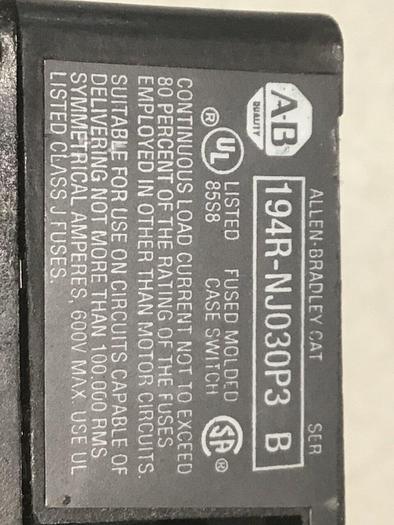 A-B
QUALITY
ALLEN-BRADLEY CAT SER
194R-NJ030P3 B
UL ® LISTED FUSED MOLDED
85S8 CASE SWITCH
SA ®
CONTINUOUS LOAD CURRENT NOT TO EXCEED
80 PERCENT OF THE RATING OF THE FUSES
EMPLOYED IN OTHER THAN MOTOR CIRCUITS.
SUITABLE FOR USE ON CIRCUITS CAPABLE OF
DELIVERING NOT MORE THAN 100,000 RMS
SYMMETRICAL AMPERES, 600V MAX. USE UL
LISTED CLASS J FUSES.